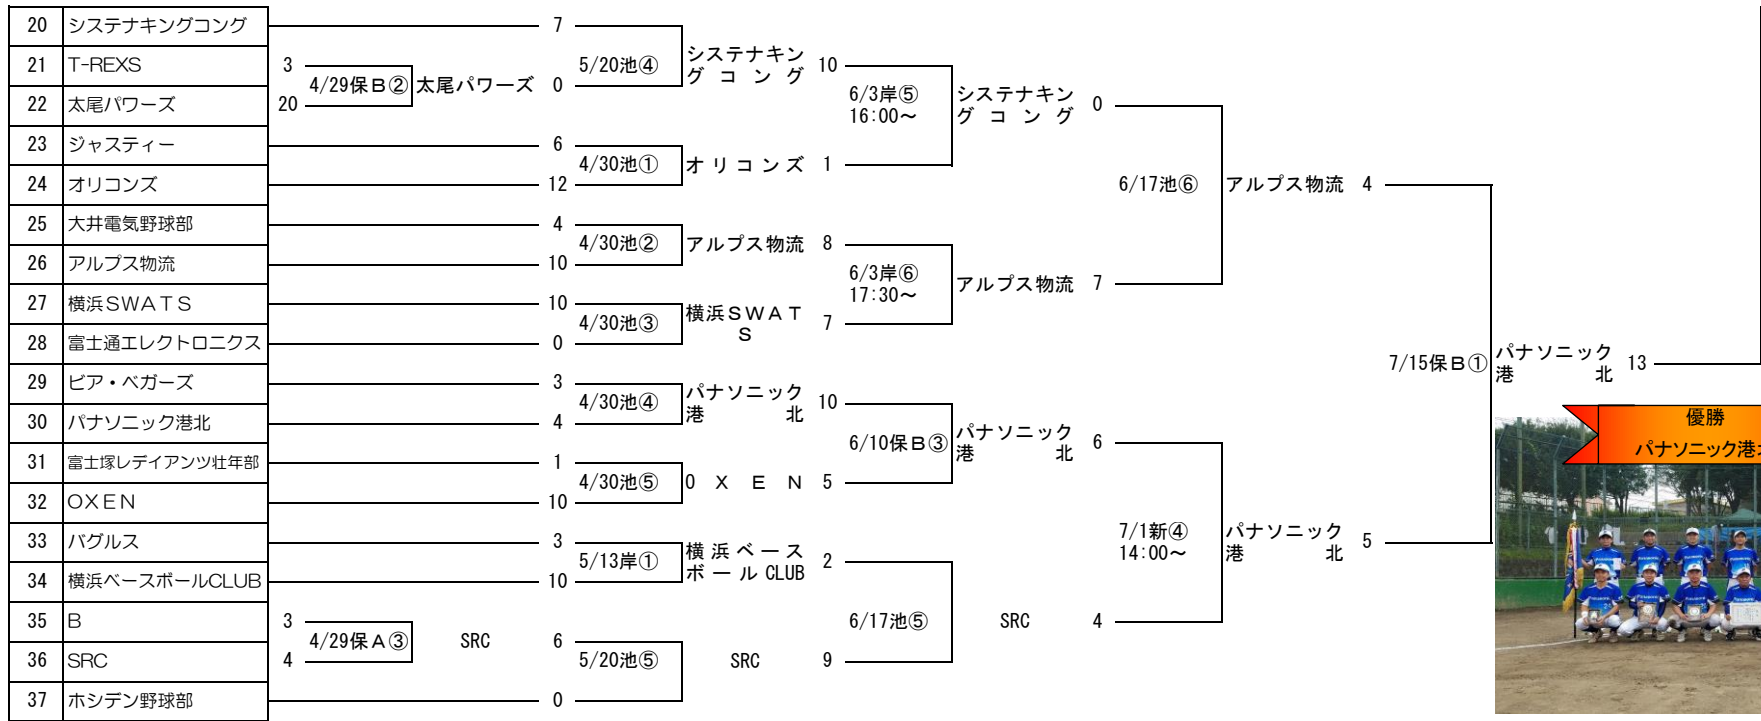 20 システナキングコング 7
21 T-REXS 3
4/29保B② 太尾パワーズ 0
22 太尾パワーズ 20
5/20池④ システナキン
グコング 10
23 ジャスティー 6
4/30池① オリコンズ 1
24 オリコンズ 12
6/3岸⑤
16:00～
システナキン
グコング 0
25 大井電気野球部 4
4/30池② アルプス物流 8
26 アルプス物流 10
6/3岸⑥
17:30～
アルプス物流 7
27 横浜SWATS 10
4/30池③ 横浜SWAT
S 7
28 富士通エレクトロニクス 0
6/17池⑥ アルプス物流 4
29 ビア・ベガーズ 3
4/30池④ パナソニック
港北 10
30 パナソニック港北 4
6/10保B③ パナソニック
港北 6
31 富士塚レデイアンツ壮年部 1
4/30池⑤ OXEN 5
32 OXEN 10
33 バグルス 3
5/13岸① 横浜ベース
ボールCLUB 2
34 横浜ベースボールCLUB 10
7/1新④
14:00～
パナソニック
港北 5
35 B 3
4/29保A③ SRC 6
36 SRC 4
5/20池⑤ SRC 9
37 ホシデン野球部 0
6/17池⑤ SRC 4
7/15保B① パナソニック
港北 13
優勝
パナソニック港